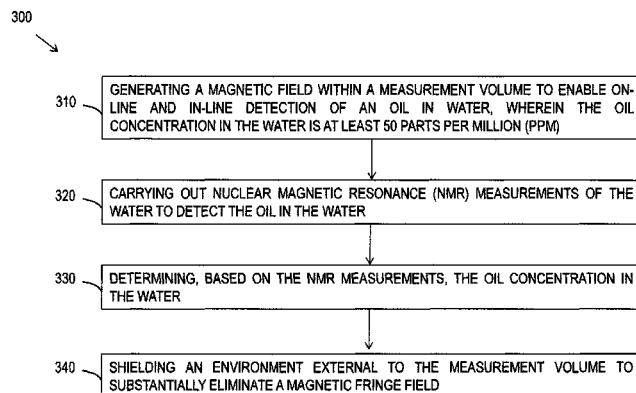 300
310
GENERATING A MAGNETIC FIELD WITHIN A MEASUREMENT VOLUME TO ENABLE ON-
LINE AND IN-LINE DETECTION OF AN OIL IN WATER, WHEREIN THE OIL
CONCENTRATION IN THE WATER IS AT LEAST 50 PARTS PER MILLION (PPM)
320
CARRYING OUT NUCLEAR MAGNETIC RESONANCE (NMR) MEASUREMENTS OF THE
WATER TO DETECT THE OIL IN THE WATER
330
DETERMINING, BASED ON THE NMR MEASUREMENTS, THE OIL CONCENTRATION IN
THE WATER
340
SHIELDING AN ENVIRONMENT EXTERNAL TO THE MEASUREMENT VOLUME TO
SUBSTANTIALLY ELIMINATE A MAGNETIC FRINGE FIELD